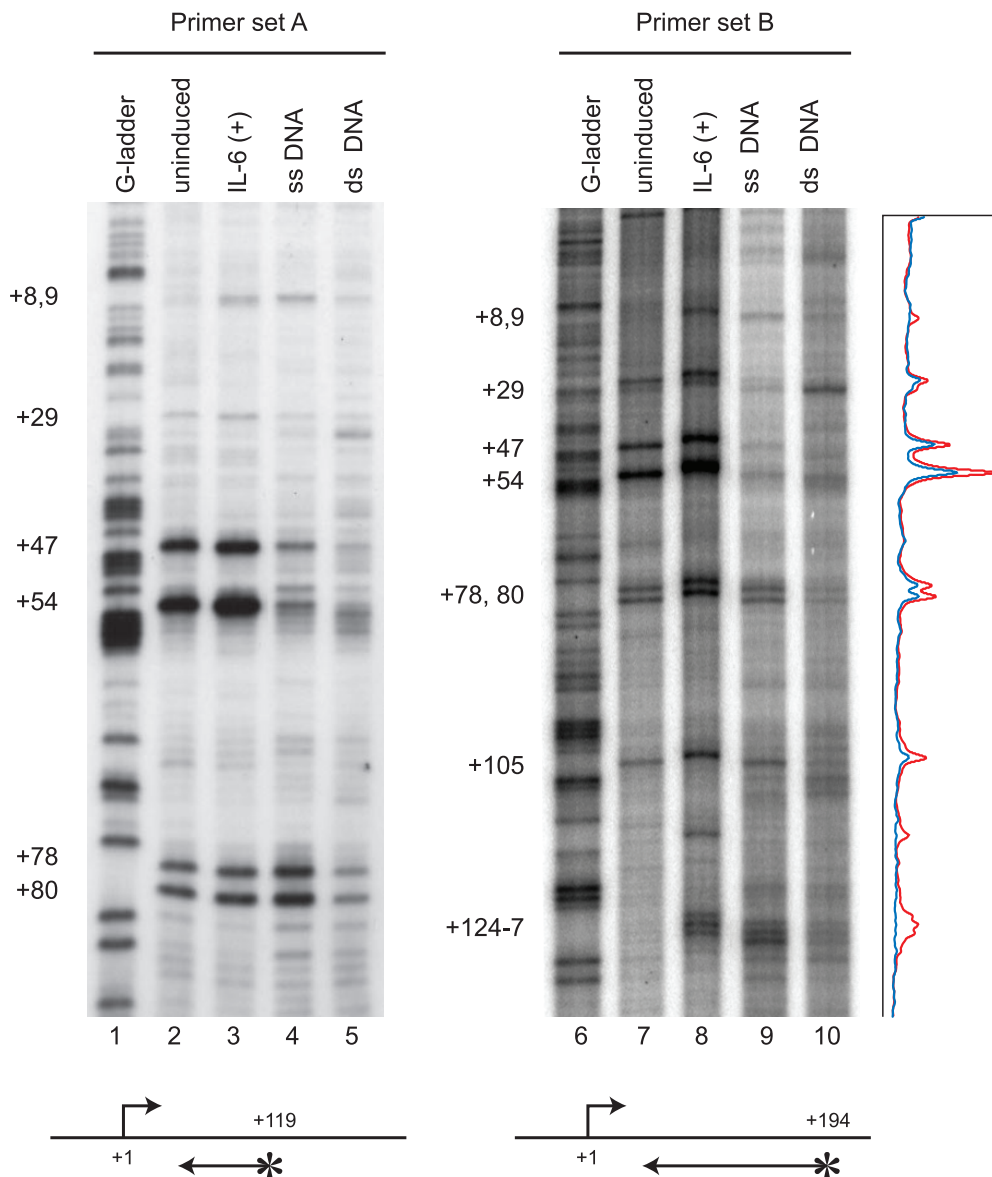 Primer set A
Primer set B
G-ladder
uninduced
IL-6 (+)
ss DNA
ds DNA
G-ladder
uninduced
IL-6 (+)
ss DNA
ds DNA
+8,9
+29
+47
+54
+78
+80
+8,9
+29
+47
+54
+78, 80
+105
+124-7
1 2 3 4 5
6 7 8 9 10
+119
+1
+194
+1